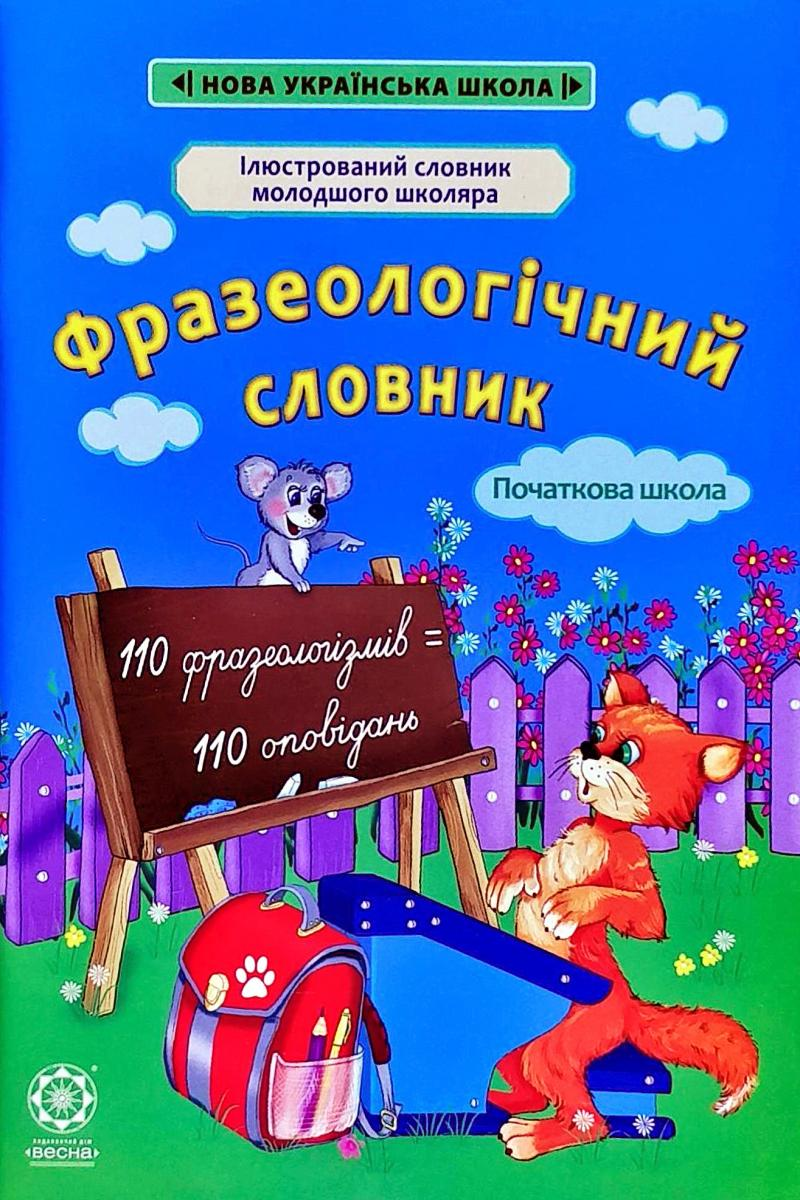 НОВА УКРАЇНСЬКА ШКОЛА
Ілюстрований словник
молодшого школяра
Фразеологічний
словник
Початкова школа
110 фразеологізмів =
110 оповідань
видавничий дім
«ВЕСНА»